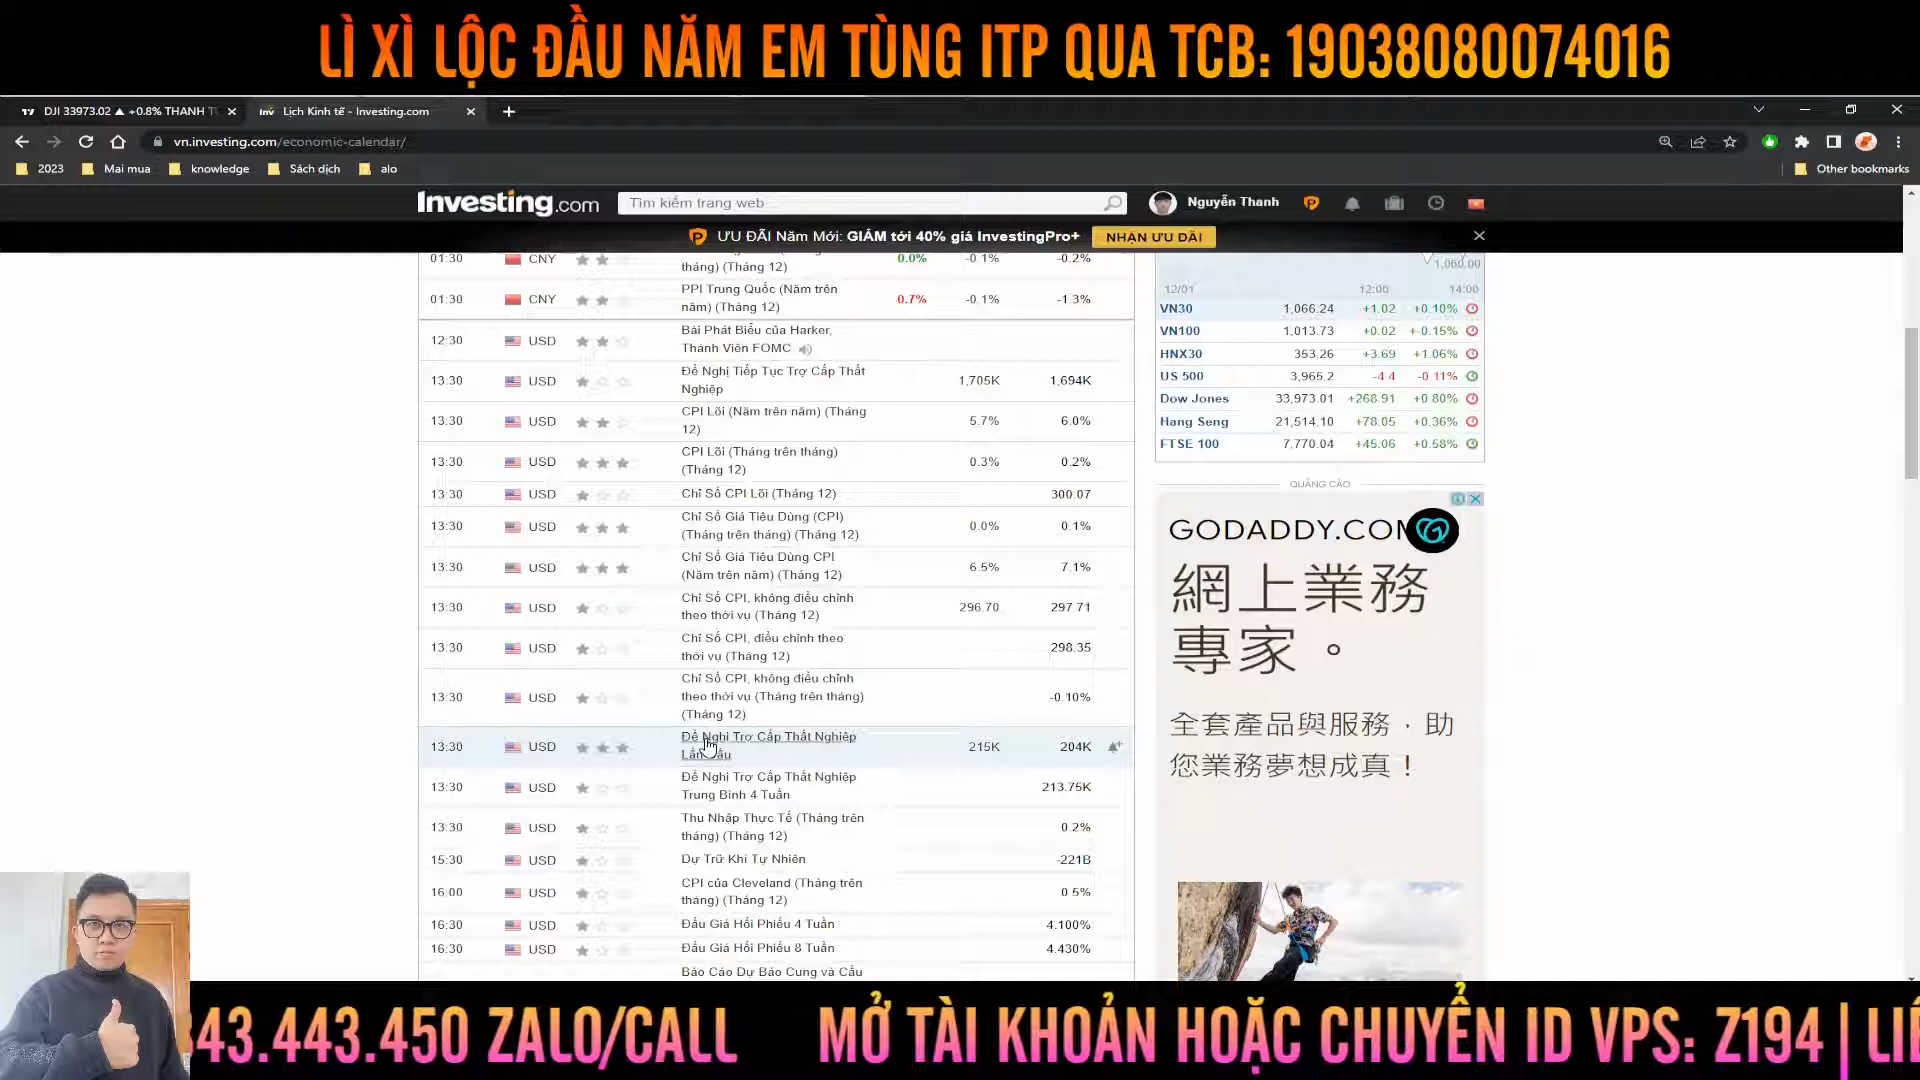 LÌ XÌ LỘC ĐẦU NĂM EM TÙNG ITP QUA TCB: 19038080074016
DJI 33973.02 ▲ +0.8% THANH T
Lịch Kinh tế - Investing.com
vn.investing.com/economic-calendar/
2023 Mai mua knowledge Sách dịch alo Other bookmarks
Investing.com Tìm kiếm trang web Nguyễn Thanh
ƯU ĐÃI Năm Mới: GIẢM tới 40% giá InvestingPro+ NHẬN ƯU ĐÃI
01:30 CNY
tháng) (Tháng 12) 0.0% -0.1% -0.2%
01:30 CNY PPI Trung Quốc (Năm trên
năm) (Tháng 12) 0.7% -0.1% -1.3%
12:30 USD Bài Phát Biểu của Harker,
Thành Viên FOMC
13:30 USD Đề Nghị Tiếp Tục Trợ Cấp Thất
Nghiệp 1,705K 1,694K
13:30 USD CPI Lõi (Năm trên năm) (Tháng
12) 5.7% 6.0%
13:30 USD CPI Lõi (Tháng trên tháng)
(Tháng 12) 0.3% 0.2%
13:30 USD Chỉ Số CPI Lõi (Tháng 12) 300.07
13:30 USD Chỉ Số Giá Tiêu Dùng (CPI)
(Tháng trên tháng) (Tháng 12) 0.0% 0.1%
13:30 USD Chỉ Số Giá Tiêu Dùng CPI
(Năm trên năm) (Tháng 12) 6.5% 7.1%
13:30 USD Chỉ Số CPI, không điều chỉnh
theo thời vụ (Tháng 12) 296.70 297.71
13:30 USD Chỉ Số CPI, điều chỉnh theo
thời vụ (Tháng 12) 298.35
13:30 USD Chỉ Số CPI, không điều chỉnh
theo thời vụ (Tháng trên tháng)
(Tháng 12) -0.10%
13:30 USD Đề Nghị Trợ Cấp Thất Nghiệp
Lần Đầu 215K 204K
13:30 USD Đề Nghị Trợ Cấp Thất Nghiệp
Trung Bình 4 Tuần 213.75K
13:30 USD Thu Nhập Thực Tế (Tháng trên
tháng) (Tháng 12) 0.2%
15:30 USD Dự Trữ Khí Tự Nhiên -221B
16:00 USD CPI của Cleveland (Tháng trên
tháng) (Tháng 12) 0.5%
16:30 USD Đấu Giá Hối Phiếu 4 Tuần 4.100%
16:30 USD Đấu Giá Hối Phiếu 8 Tuần 4.430%
Báo Cáo Dự Báo Cung và Cầu
1,060.00
12/01 12:00 14:00
VN30 1,066.24 +1.02 +0.10%
VN100 1,013.73 +0.02 +-0.15%
HNX30 353.26 +3.69 +1.06%
US 500 3,965.2 -4.4 -0.11%
Dow Jones 33,973.01 +268.91 +0.80%
Hang Seng 21,514.10 +78.05 +0.36%
FTSE 100 7,770.04 +45.06 +0.58%
QUẢNG CÁO
GODADDY.COM
網上業務
專家。
全套產品與服務，助
您業務夢想成真！
43.443.450 ZALO/CALL MỞ TÀI KHOẢN HOẶC CHUYỂN ID VPS: Z194 | LIÊ